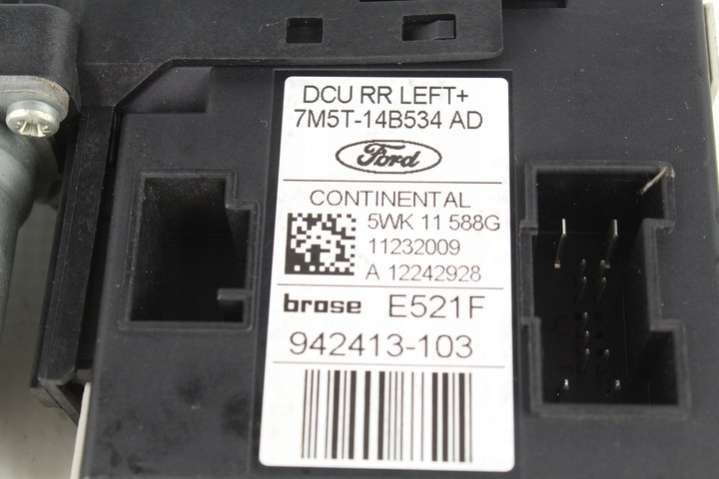 DCU RR LEFT+
7M5T-14B534 AD
Ford
CONTINENTAL
5WK 11 588G
11232009
A 12242928
brose E521F
942413-103